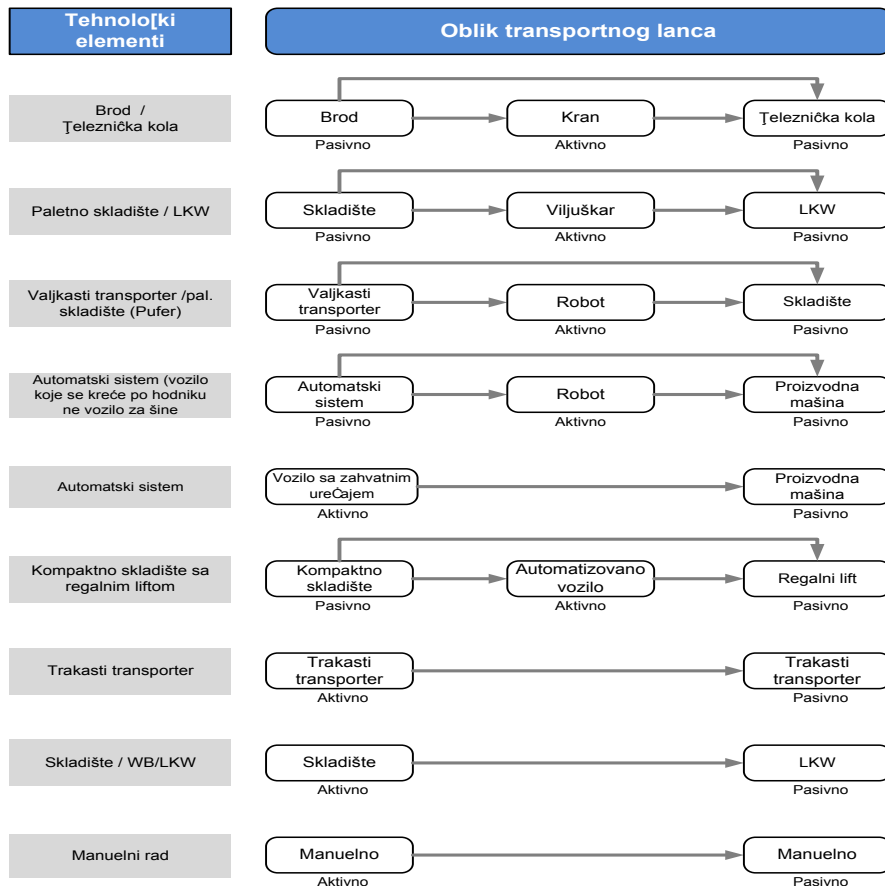 Tehnolo[ki
elementi
Oblik transportnog lanca
Brod /
Ţeleznička kola
Brod
Kran
Ţeleznička kola
Pasivno
Aktivno
Pasivno
Paletno skladište / LKW
Skladište
Viljuškar
LKW
Pasivno
Aktivno
Pasivno
Valjkasti transporter /pal.
skladište (Pufer)
Valjkasti
transporter
Robot
Skladište
Pasivno
Aktivno
Pasivno
Automatski sistem (vozilo
koje se kreće po hodniku
ne vozilo za šine
Automatski
sistem
Robot
Proizvodna
mašina
Pasivno
Aktivno
Pasivno
Automatski sistem
Vozilo sa zahvatnim
ureĊajem
Proizvodna
mašina
Aktivno
Pasivno
Kompaktno skladište sa
regalnim liftom
Kompaktno
skladište
Automatizovano
vozilo
Regalni lift
Pasivno
Aktivno
Pasivno
Trakasti transporter
Trakasti
transporter
Trakasti
transporter
Aktivno
Pasivno
Skladište / WB/LKW
Skladište
LKW
Aktivno
Pasivno
Manuelni rad
Manuelno
Manuelno
Aktivno
Pasivno